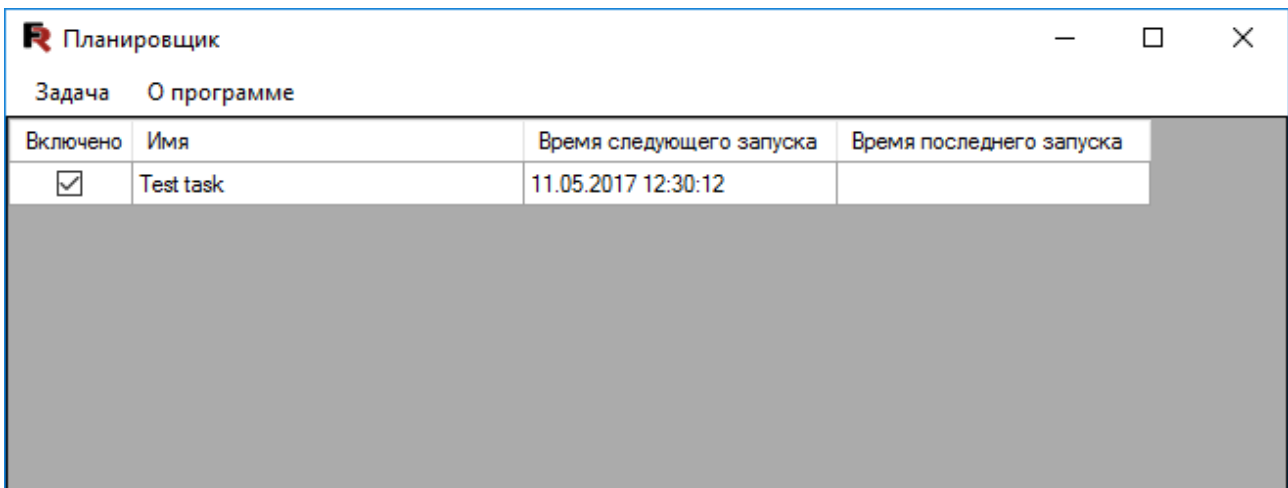 Планировщик
Задача О программе
Включено Имя Время следующего запуска Время последнего запуска
Test task 11.05.2017 12:30:12